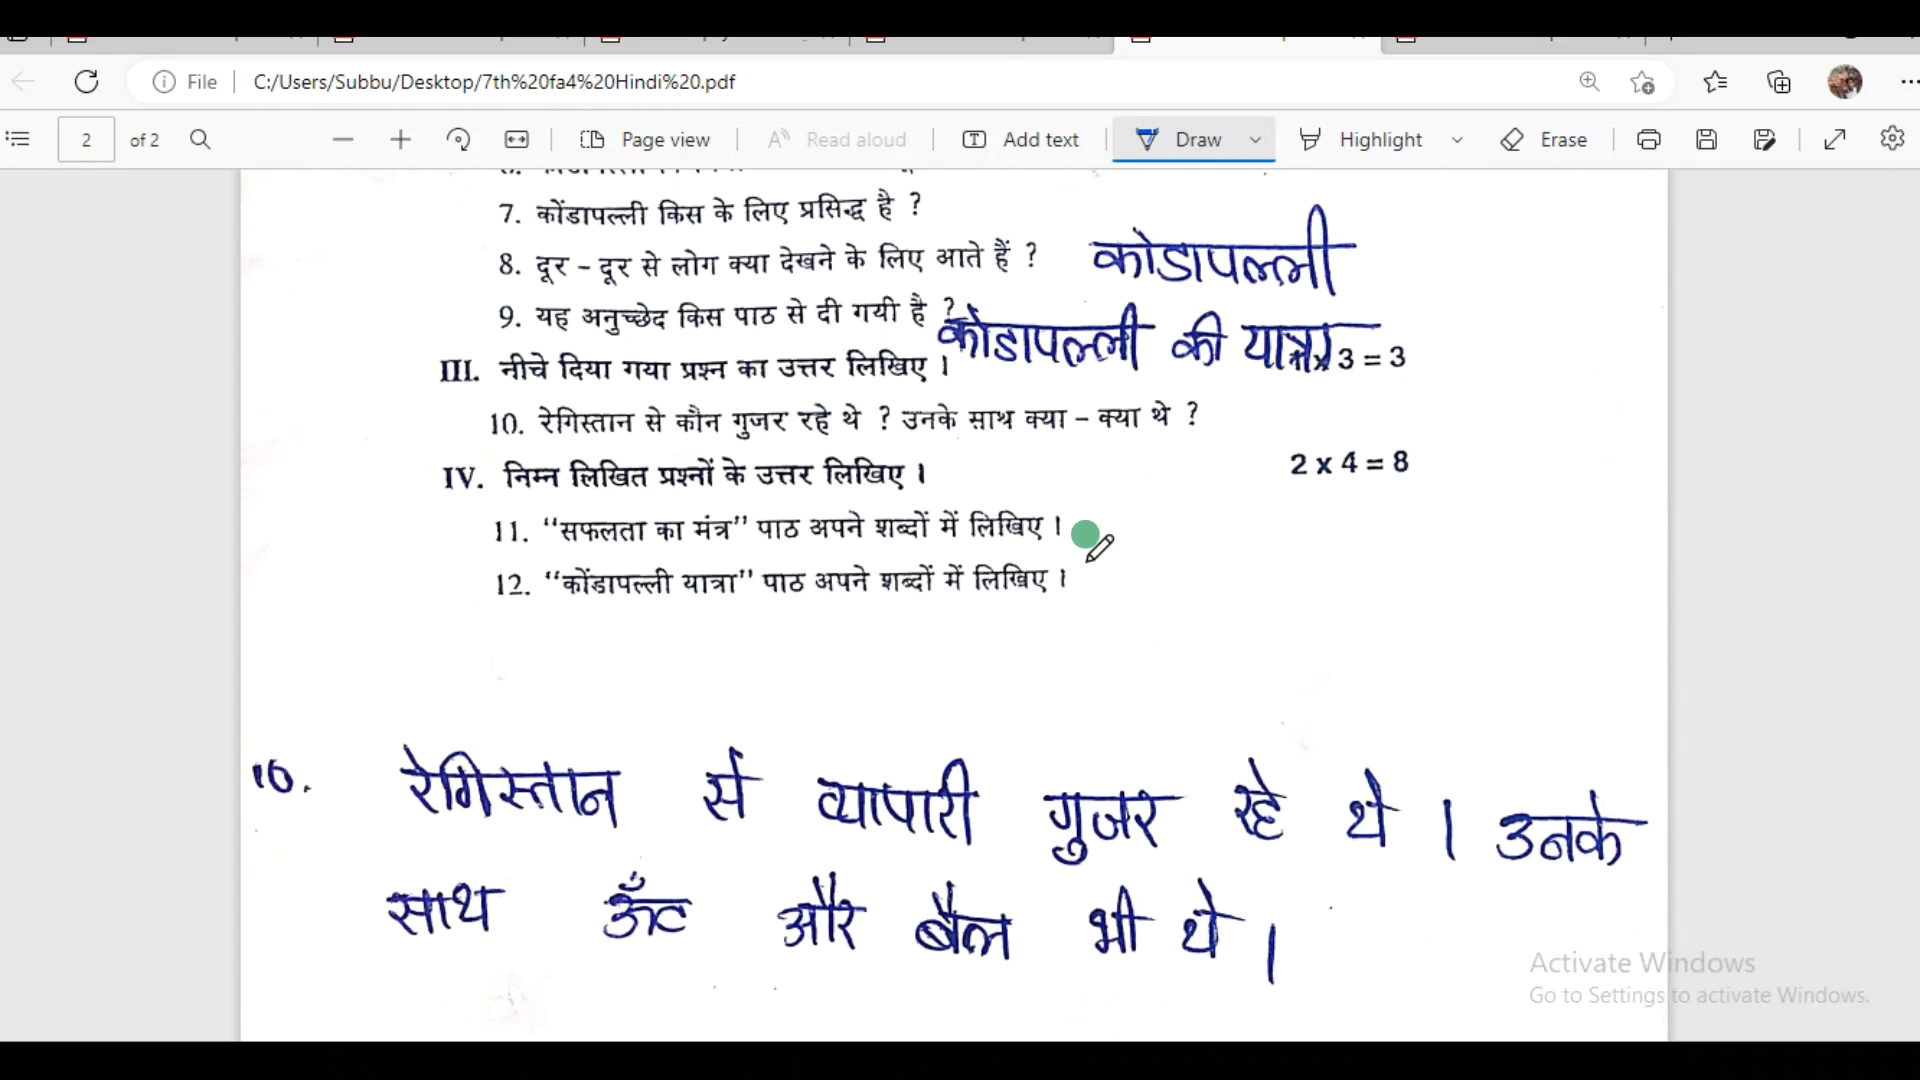 File C:/Users/Subbu/Desktop/7th%20fa4%20Hindi%20.pdf
2 of 2 Page view Read aloud Add text Draw Highlight Erase
7. कोंडापल्ली किस के लिए प्रसिद्ध है ?
8. दूर - दूर से लोग क्या देखने के लिए आते हैं ? कोडापल्ली
9. यह अनुच्छेद किस पाठ से दी गयी है ?
कोडापल्ली की यात्रा
III. नीचे दिया गया प्रश्न का उत्तर लिखिए । x 3 = 3
10. रेगिस्तान से कौन गुजर रहे थे ? उनके साथ क्या - क्या थे ?
IV. निम्न लिखित प्रश्नों के उत्तर लिखिए । 2 x 4 = 8
11. “सफलता का मंत्र” पाठ अपने शब्दों में लिखिए ।
12. “कोंडापल्ली यात्रा” पाठ अपने शब्दों में लिखिए ।
10. रेगिस्तान से व्यापारी गुजर रहे थे । उनके
साथ ऊँट और बैल भी थे ।
Activate Windows
Go to Settings to activate Windows.